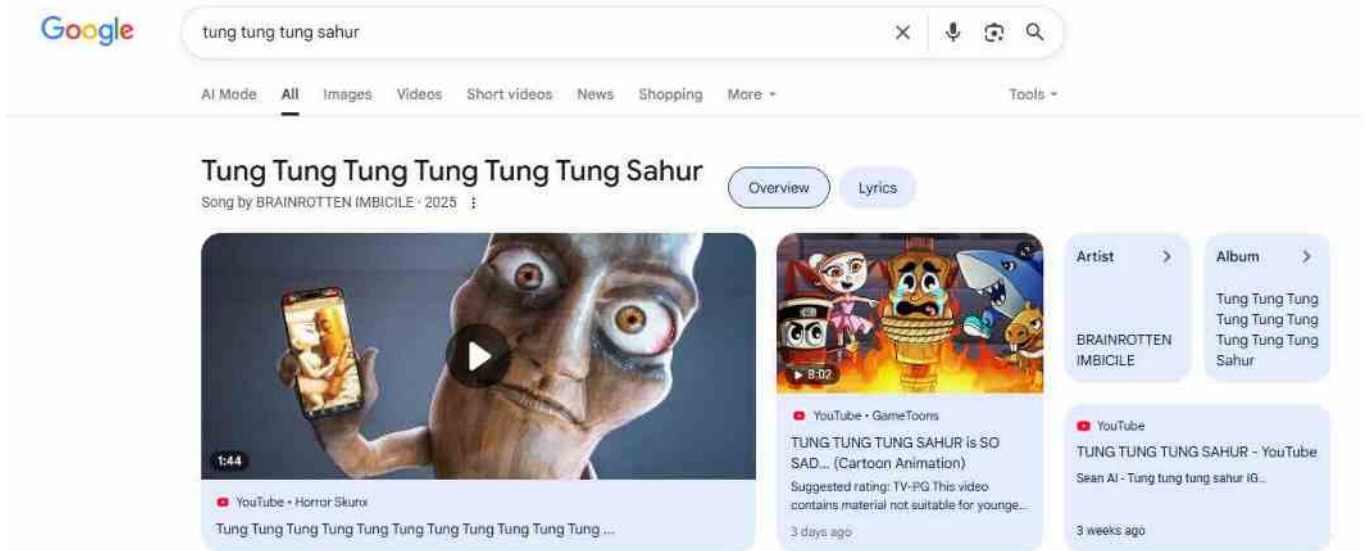 Google
tung tung tung sahur
AI Mode All Images Videos Short videos News Shopping More Tools
Tung Tung Tung Tung Tung Tung Sahur
Song by BRAINROTTEN IMBICILE · 2025
Overview
Lyrics
1:44
YouTube • Horror Skunx
Tung Tung Tung Tung Tung Tung Tung Tung Tung Tung Tung ...
8:02
YouTube • GameToons
TUNG TUNG TUNG SAHUR is SO
SAD... (Cartoon Animation)
Suggested rating: TV-PG This video
contains material not suitable for younge...
3 days ago
Artist
BRAINROTTEN
IMBICILE
Album
Tung Tung Tung
Tung Tung Tung
Tung Tung Tung
Sahur
YouTube
TUNG TUNG TUNG SAHUR - YouTube
Sean AI - Tung tung tung sahur IG...
3 weeks ago